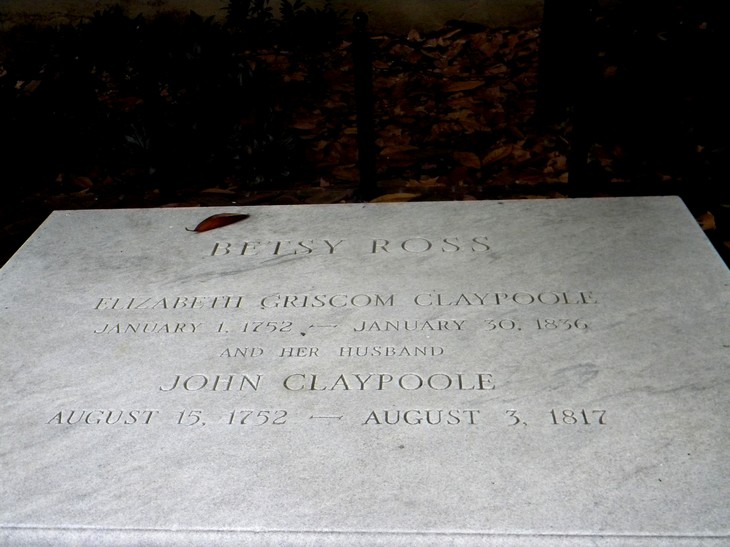 BETSY ROSS
ELIZABETH GRISCOM CLAYPOOLE
JANUARY 1, 1752 — JANUARY 30, 1836
AND HER HUSBAND
JOHN CLAYPOOLE
AUGUST 15, 1752 — AUGUST 3, 1817